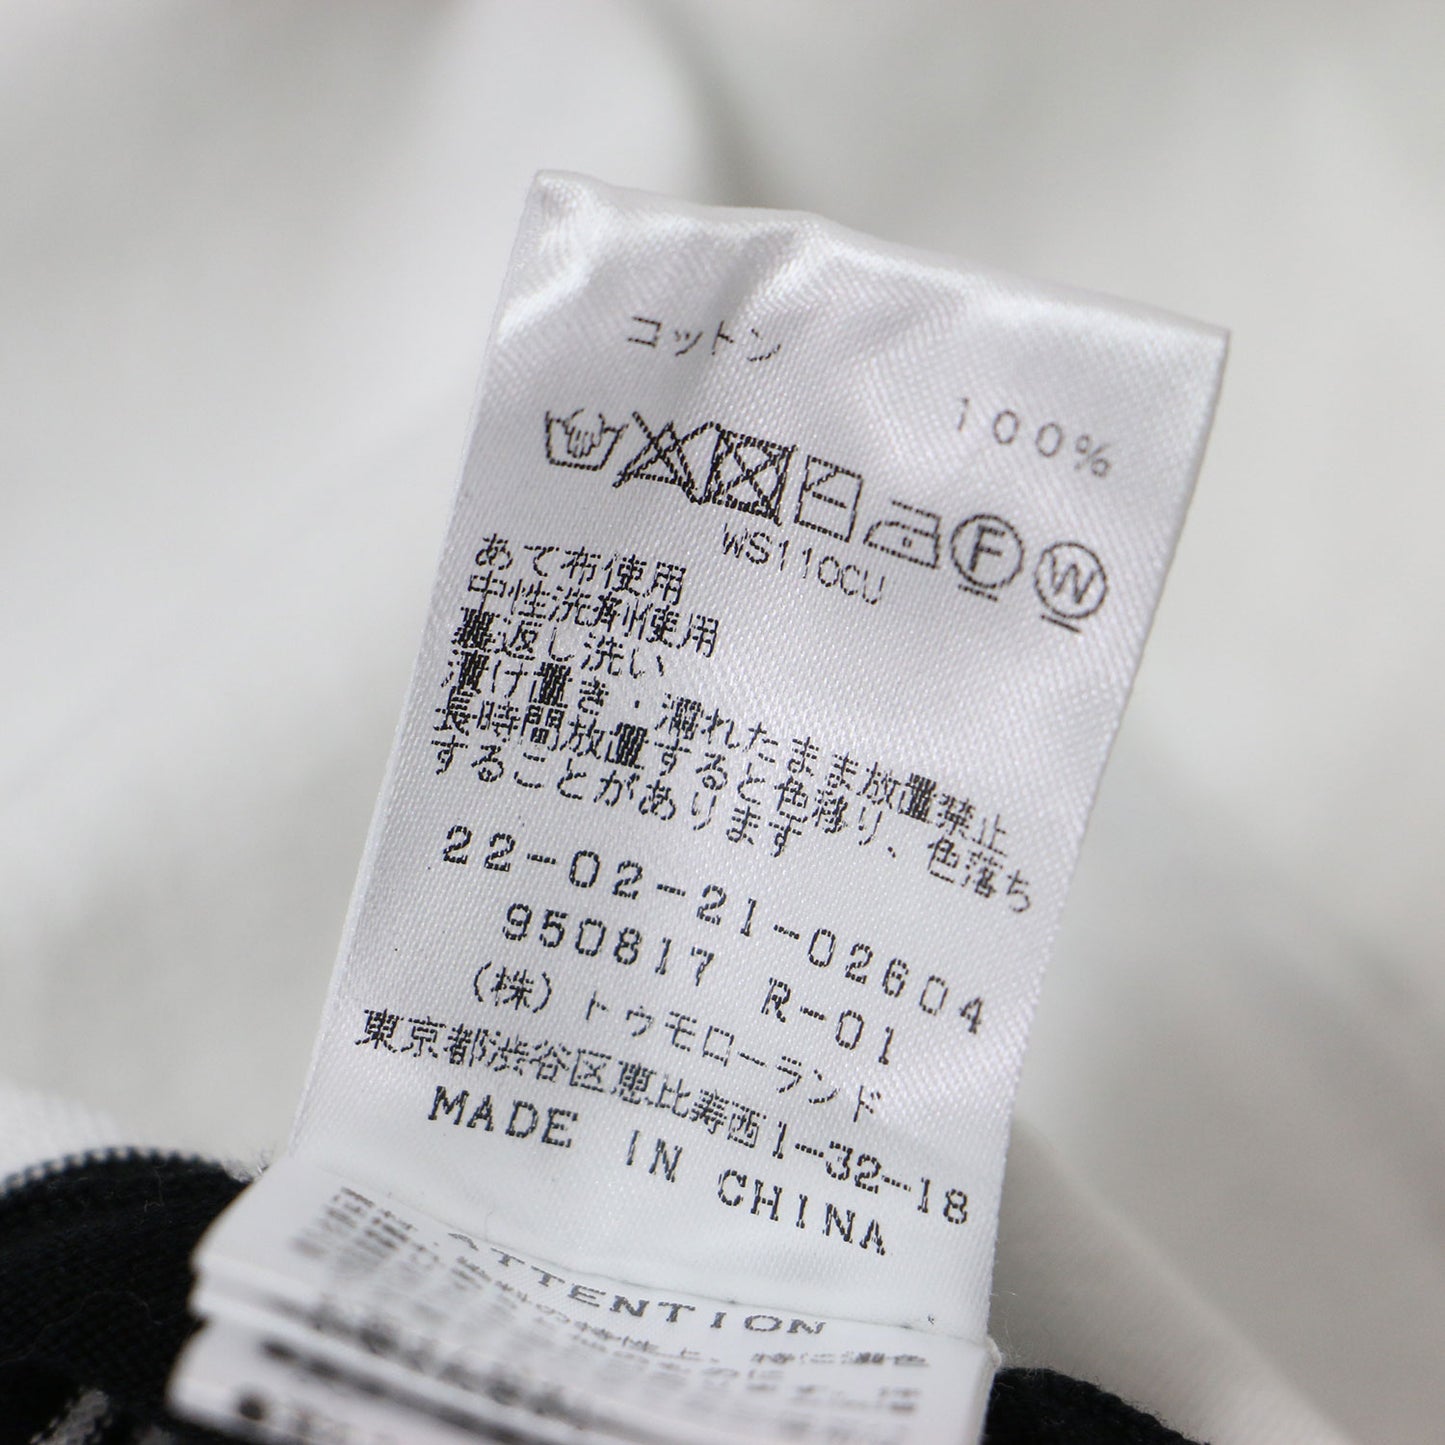 コットン 100%
WS110CU
F W
あて布使用
中性洗剤使用
裏返し洗い
漬け置き・濡れたまま放置禁止
長時間放置すると色移り、色落ち
することがあります
22-02-21-02604
950817 R-01
(株)トゥモローランド
東京都渋谷区恵比寿西1-32-18
MADE IN CHINA
ATTENTION